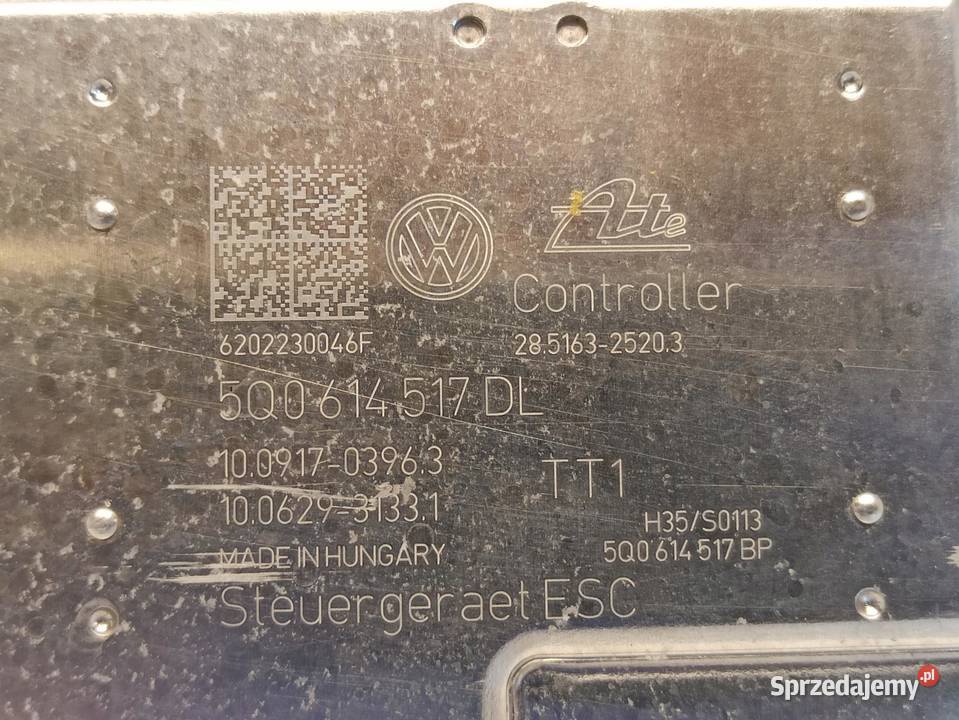 VW Ate
Controller
6202230046F 28.5163-2520.3
5Q0 614 517 DL
10.0917-0396.3
TT1
10.0629-3133.1
H35/S0113
MADE IN HUNGARY 5Q0 614 517 BP
Steuergeraet ESC
Sprzedajemy.pl